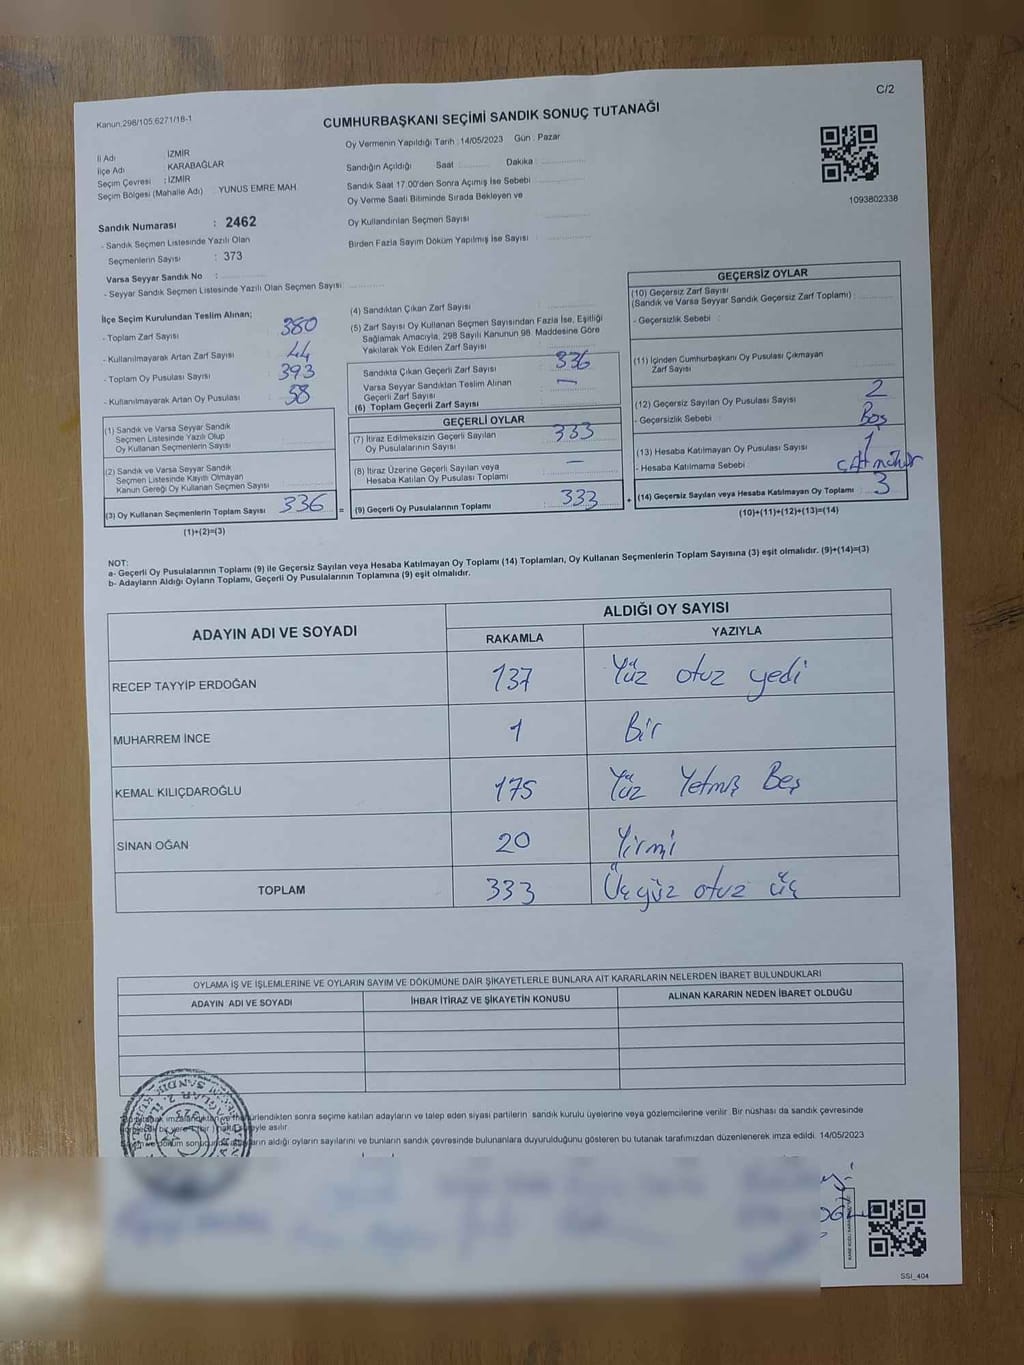 C/2
Kanun.298/105,6271/18-1
CUMHURBAŞKANI SEÇİMİ SANDIK SONUÇ TUTANAĞI
Oy Vermenin Yapıldığı Tarih : 14/05/2023 Gün : Pazar
İl Adı : İZMİR
İlçe Adı : KARABAĞLAR
Seçim Çevresi : İZMİR
Seçim Bölgesi (Mahalle Adı) : YUNUS EMRE MAH.
Sandığın Açıldığı Saat : Dakika :
Sandık Saat 17:00'den Sonra Açımış İse Sebebi :
Oy Verme Saati Bitiminde Sırada Bekleyen ve
Oy Kullandırılan Seçmen Sayısı :
Birden Fazla Sayım Döküm Yapılmış İse Sayısı :
1093802338
Sandık Numarası : 2462
- Sandık Seçmen Listesinde Yazılı Olan
Seçmenlerin Sayısı : 373
Varsa Seyyar Sandık No :
- Seyyar Sandık Seçmen Listesinde Yazılı Olan Seçmen Sayısı :
İlçe Seçim Kurulundan Teslim Alınan;
- Toplam Zarf Sayısı : 380
- Kullanılmayarak Artan Zarf Sayısı : 44
- Toplam Oy Pusulası Sayısı : 393
- Kullanılmayarak Artan Oy Pusulası : 58
(1) Sandık ve Varsa Seyyar Sandık
Seçmen Listesinde Yazılı Olup
Oy Kullanan Seçmenlerin Sayısı :
(2) Sandık ve Varsa Seyyar Sandık
Seçmen Listesinde Kayıtlı Olmayan
Kanun Gereği Oy Kullanan Seçmen Sayısı :
(3) Oy Kullanan Seçmenlerin Toplam Sayısı : 336 =
(1)+(2)=(3)
(4) Sandıktan Çıkan Zarf Sayısı :
(5) Zarf Sayısı Oy Kullanan Seçmen Sayısından Fazla İse, Eşitliği
Sağlamak Amacıyla, 298 Sayılı Kanunun 98. Maddesine Göre
Yakılarak Yok Edilen Zarf Sayısı :
Sandıkta Çıkan Geçerli Zarf Sayısı : 336
Varsa Seyyar Sandıktan Teslim Alınan
Geçerli Zarf Sayısı : —
(6) Toplam Geçerli Zarf Sayısı :
GEÇERLİ OYLAR
(7) İtiraz Edilmeksizin Geçerli Sayılan
Oy Pusulalarının Sayısı : 333
(8) İtiraz Üzerine Geçerli Sayılan veya
Hesaba Katılan Oy Pusulası Toplamı : —
(9) Geçerli Oy Pusulalarının Toplamı : 333 +
GEÇERSİZ OYLAR
(10) Geçersiz Zarf Sayısı
(Sandık ve Varsa Seyyar Sandık Geçersiz Zarf Toplamı) :
- Geçersizlik Sebebi :
(11) İçinden Cumhurbaşkanı Oy Pusulası Çıkmayan
Zarf Sayısı :
(12) Geçersiz Sayılan Oy Pusulası Sayısı : 2
- Geçersizlik Sebebi : Boş
(13) Hesaba Katılmayan Oy Pusulası Sayısı : 1
- Hesaba Katılmama Sebebi :
(14) Geçersiz Sayılan veya Hesaba Katılmayan Oy Toplamı : 3
(10)+(11)+(12)+(13)=(14)
NOT:
a- Geçerli Oy Pusulalarının Toplamı (9) ile Geçersiz Sayılan veya Hesaba Katılmayan Oy Toplamı (14) Toplamları, Oy Kullanan Seçmenlerin Toplam Sayısına (3) eşit olmalıdır. (9)+(14)=(3)
b- Adayların Aldığı Oyların Toplamı, Geçerli Oy Pusulalarının Toplamına (9) eşit olmalıdır.
ADAYIN ADI VE SOYADI ALDIĞI OY SAYISI
RAKAMLA YAZIYLA
RECEP TAYYİP ERDOĞAN 137 Yüz otuz yedi
MUHARREM İNCE 1 Bir
KEMAL KILIÇDAROĞLU 175 Yüz Yetmiş Beş
SİNAN OĞAN 20 Yirmi
TOPLAM 333 Üçyüz otuz üç
OYLAMA İŞ VE İŞLEMLERİNE VE OYLARIN SAYIM VE DÖKÜMÜNE DAİR ŞİKAYETLERLE BUNLARA AİT KARARLARIN NELERDEN İBARET BULUNDUKLARI
ADAYIN ADI VE SOYADI İHBAR İTİRAZ VE ŞİKAYETİN KONUSU ALINAN KARARIN NEDEN İBARET OLDUĞU
sonra seçime katılan adayların ve talep eden siyasi partilerin sandık kurulu üyelerine veya gözlemcilerine verilir. Bir nüshası da sandık çevresinde
asılır.
aldığı oyların sayılarını ve bunların sandık çevresinde bulunanlara duyurulduğunu gösteren bu tutanak tarafımızdan düzenlenerek imza edildi. 14/05/2023
SSI_404